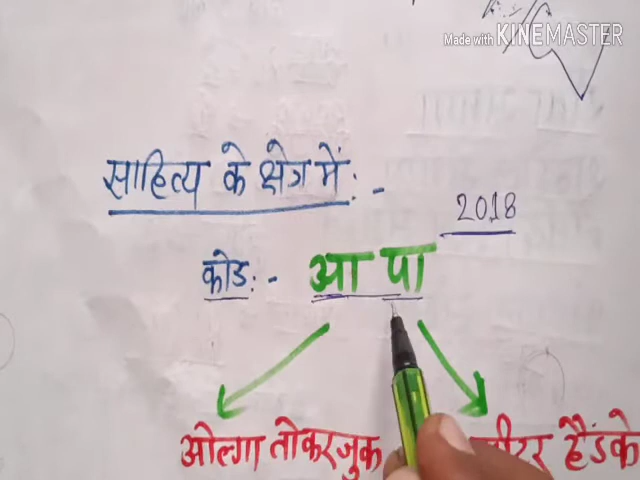 Made with KINEMASTER
साहित्य के क्षेत्र में:-
2018
कोड:- आ पा
ओल्गा तोकरजुक हैंडके